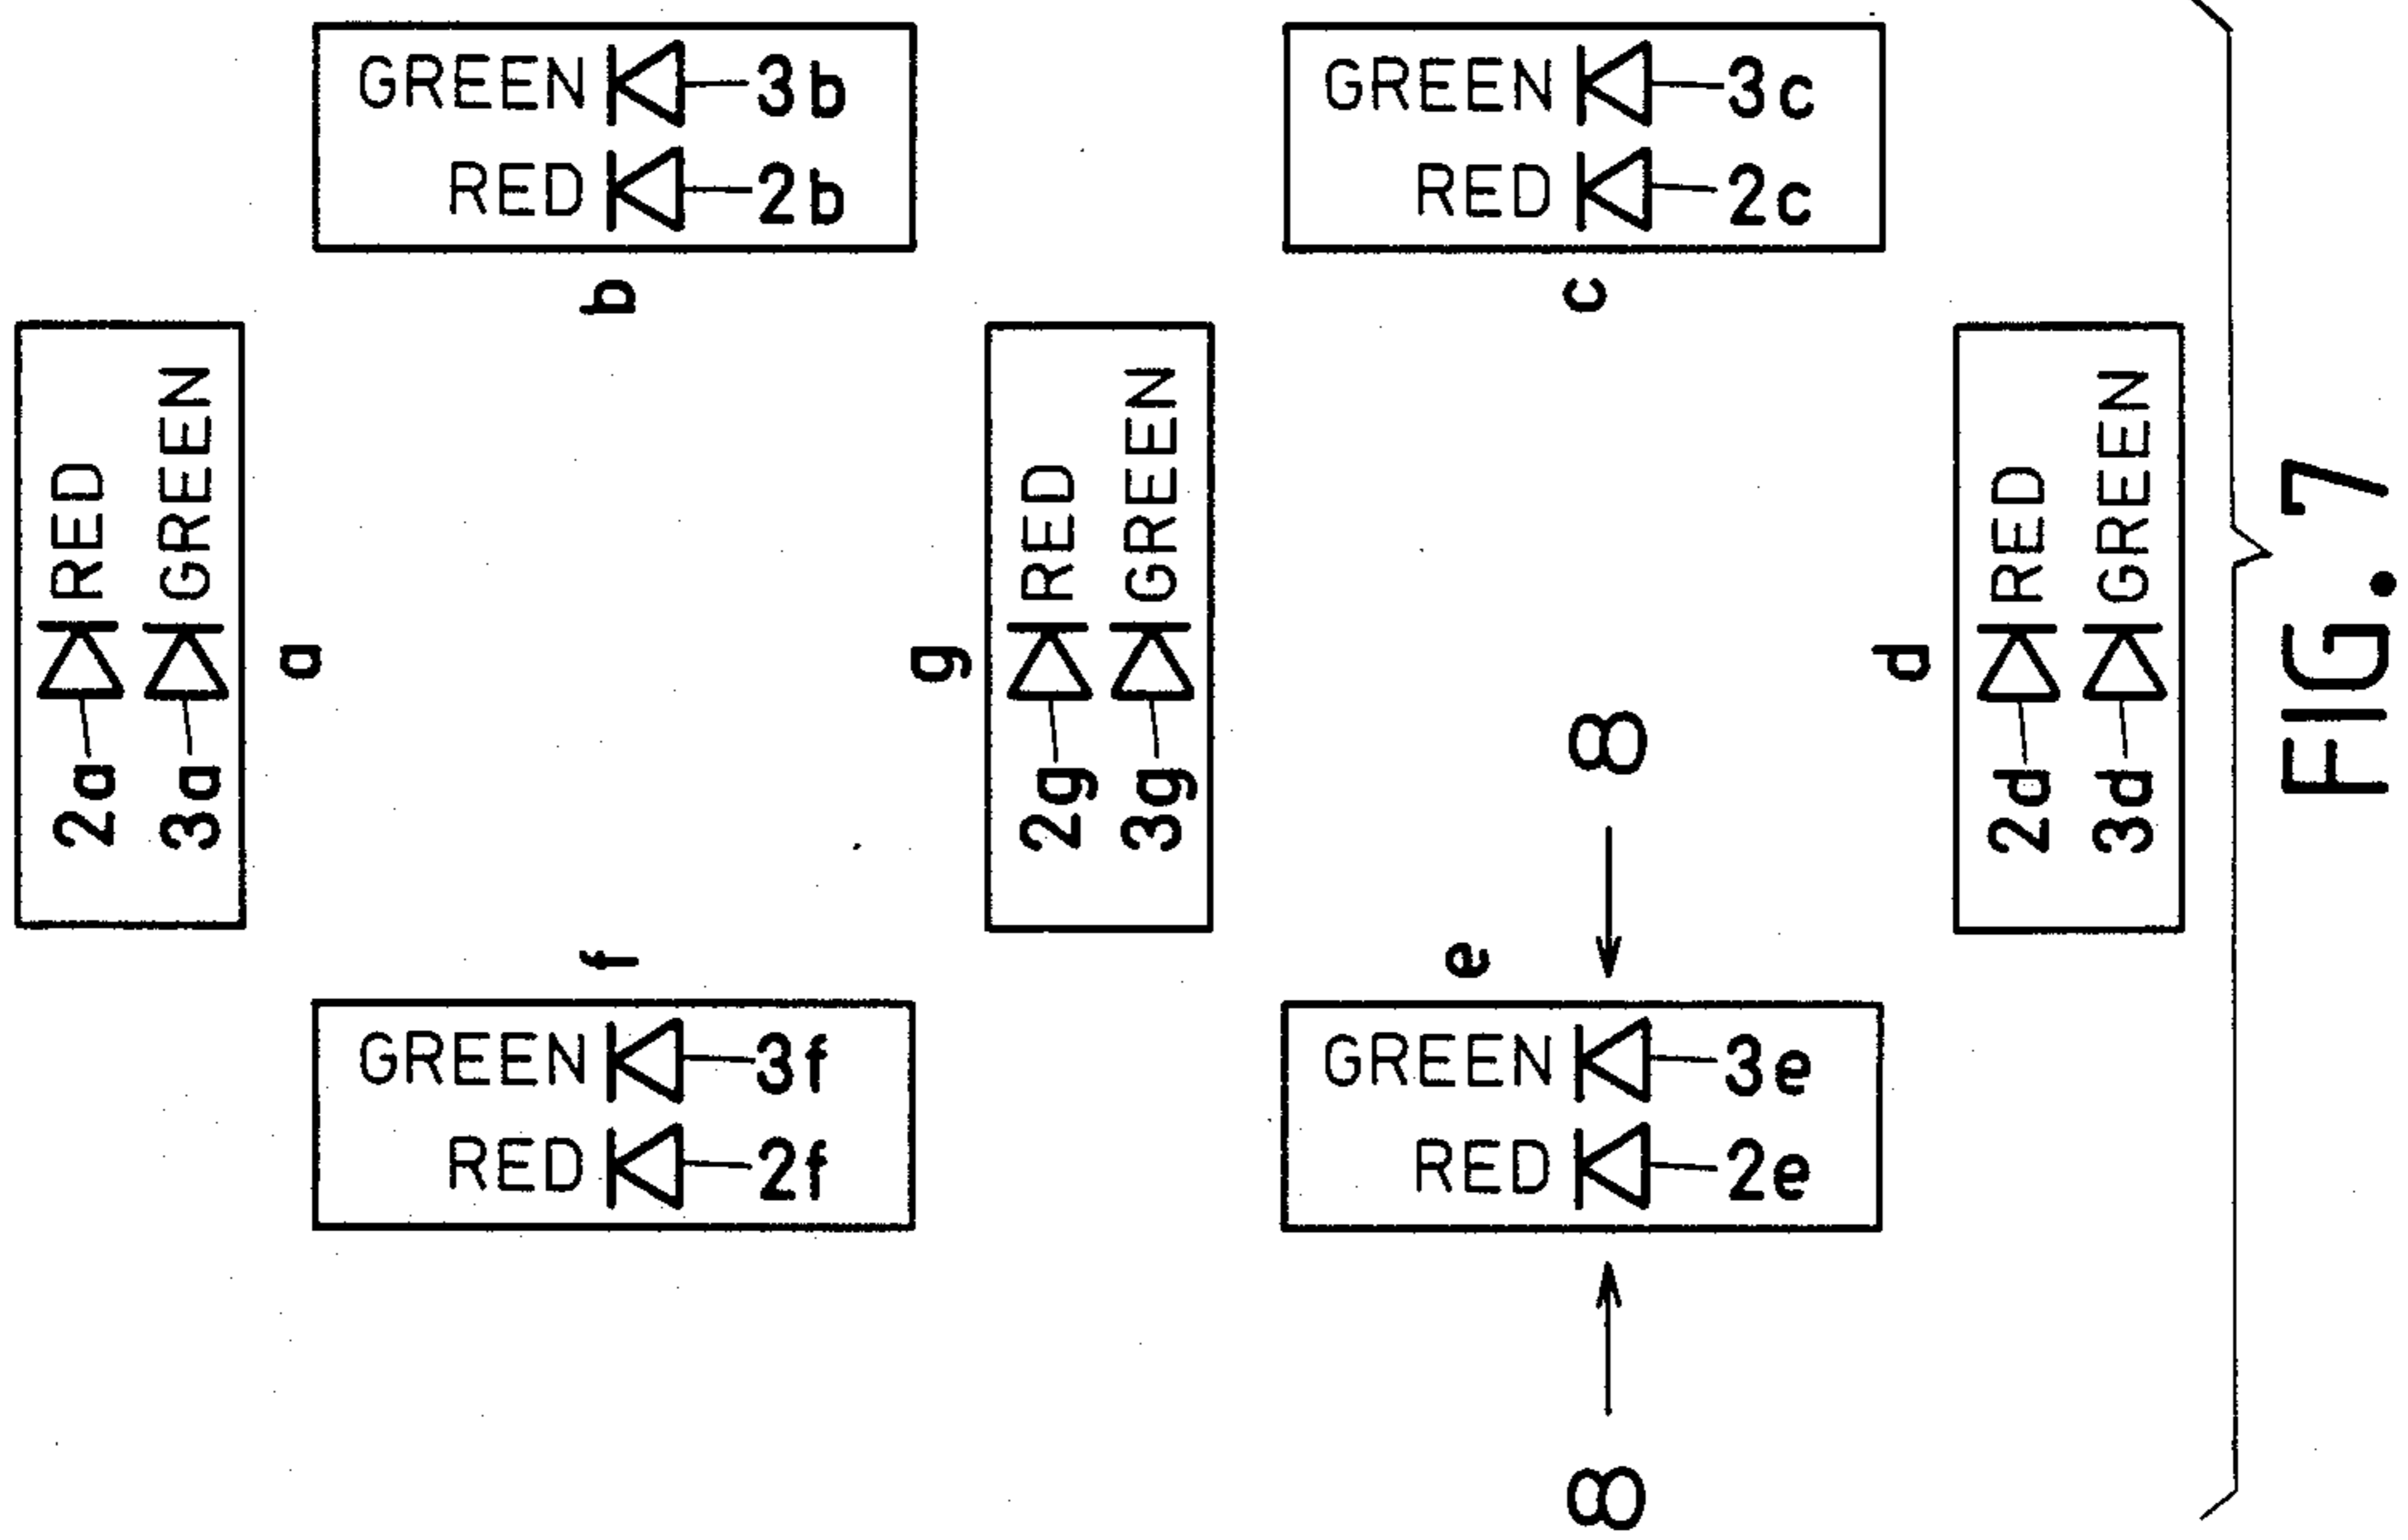 GREEN 3b
RED 2b
b
GREEN 3c
RED 2c
c
2a RED
3a GREEN
a
g
2g RED
3g GREEN
d
2d RED
3d GREEN
f
GREEN 3f
RED 2f
e
GREEN 3e
RED 2e
8
8
FIG. 7